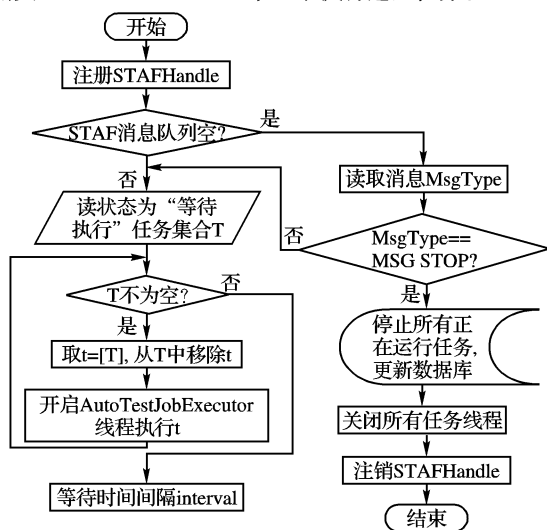 开始
注册STAFHandle
STAF消息队列空?
是
否
读取消息MsgType
读状态为“等待
执行”任务集合T
否
MsgType==
MSG STOP?
T不为空?
否
是
是
取t=[T], 从T中移除t
停止所有正
在运行任务,
更新数据库
开启AutoTestJobExecutor
线程执行t
关闭所有任务线程
注销STAFHandle
等待时间间隔interval
结束